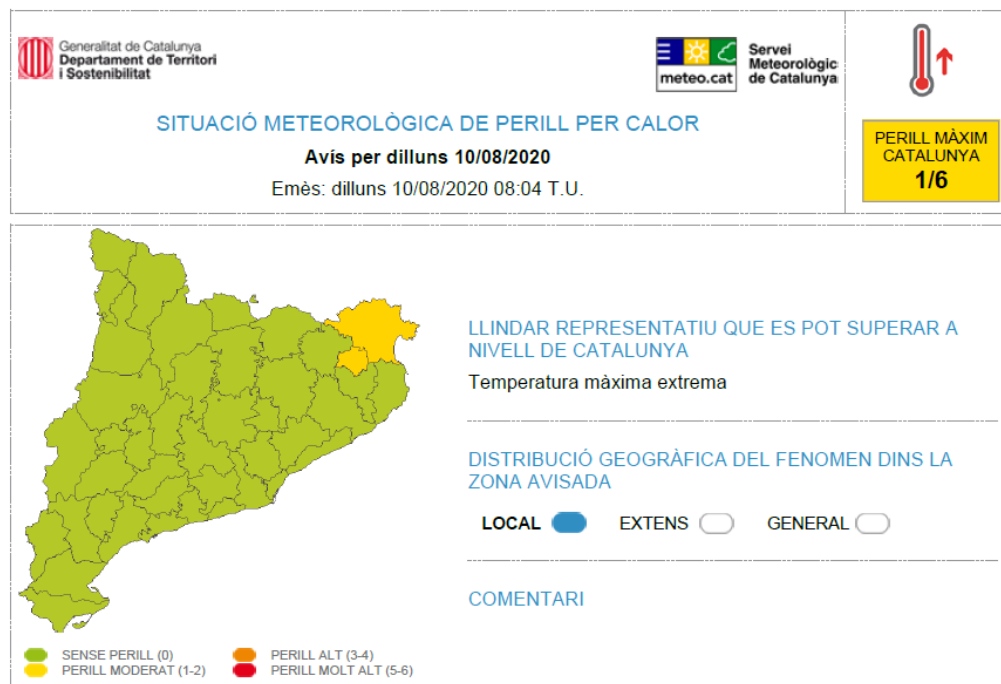 Generalitat de Catalunya
Departament de Territori
i Sostenibilitat
meteo.cat
Servei
Meteorològic
de Catalunya
SITUACIÓ METEOROLÒGICA DE PERILL PER CALOR
Avís per dilluns 10/08/2020
Emès: dilluns 10/08/2020 08:04 T.U.
PERILL MÀXIM
CATALUNYA
1/6
LLINDAR REPRESENTATIU QUE ES POT SUPERAR A
NIVELL DE CATALUNYA
Temperatura màxima extrema
DISTRIBUCIÓ GEOGRÀFICA DEL FENOMEN DINS LA
ZONA AVISADA
LOCAL EXTENS GENERAL
COMENTARI
SENSE PERILL (0) PERILL ALT (3-4)
PERILL MODERAT (1-2) PERILL MOLT ALT (5-6)